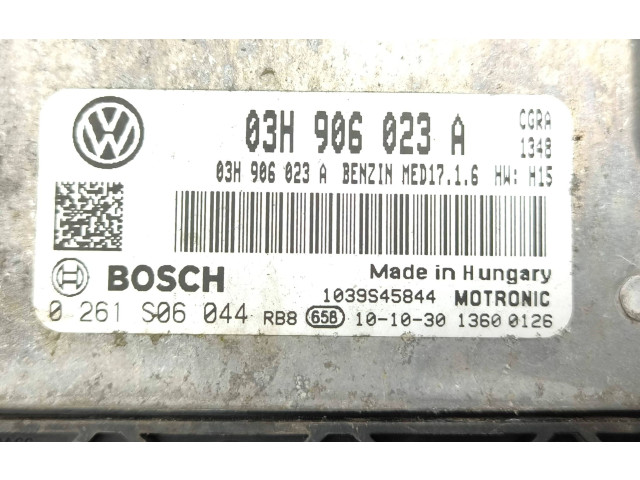 03H 906 023 A
CGRA
1348
03H 906 023 A BENZIN MED17.1.6 HW: H15
BOSCH
Made in Hungary
1039S45844 MOTRONIC
0 261 S06 044 RB8 658 10-10-30 1360 0126